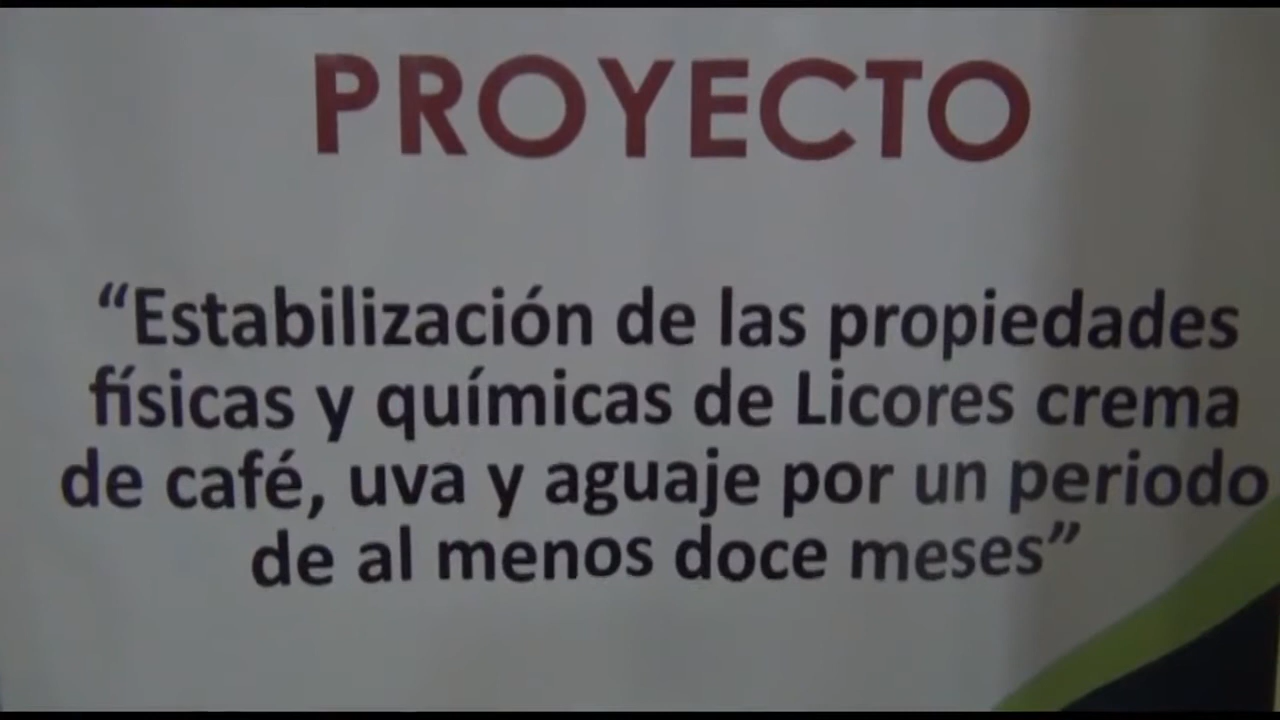 PROYECTO
“Estabilización de las propiedades
físicas y químicas de Licores crema
de café, uva y aguaje por un periodo
de al menos doce meses”